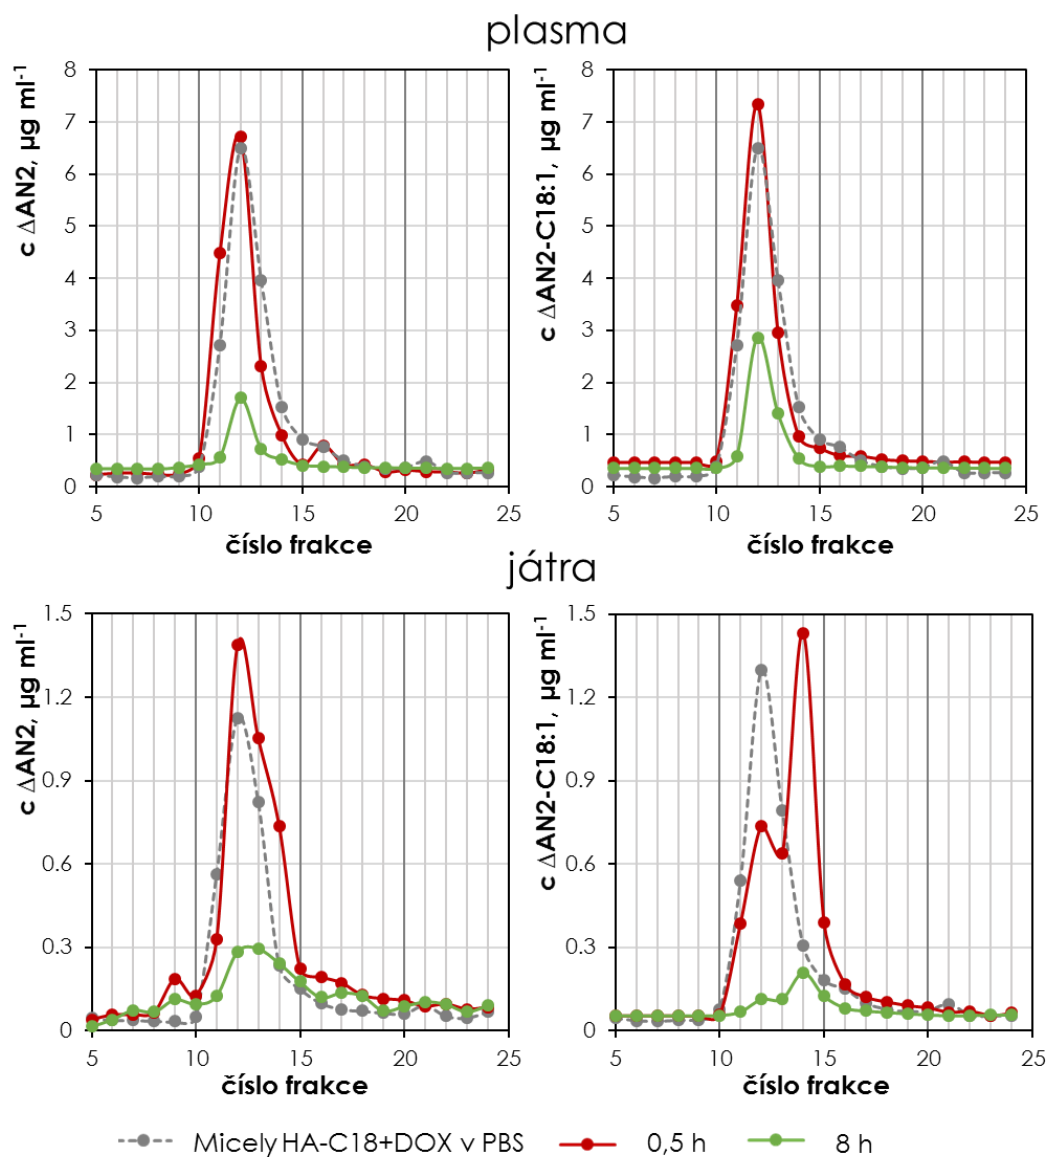 plasma
c ΔAN2, µg ml⁻¹
8
7
6
5
4
3
2
1
0
5 10 15 20 25
číslo frakce
c ΔAN2-C18:1, µg ml⁻¹
8
7
6
5
4
3
2
1
0
5 10 15 20 25
číslo frakce
játra
c ΔAN2, µg ml⁻¹
1.5
1.2
0.9
0.6
0.3
0
5 10 15 20 25
číslo frakce
c ΔAN2-C18:1, µg ml⁻¹
1.5
1.2
0.9
0.6
0.3
0
5 10 15 20 25
číslo frakce
Micely HA-C18+DOX v PBS 0,5 h 8 h